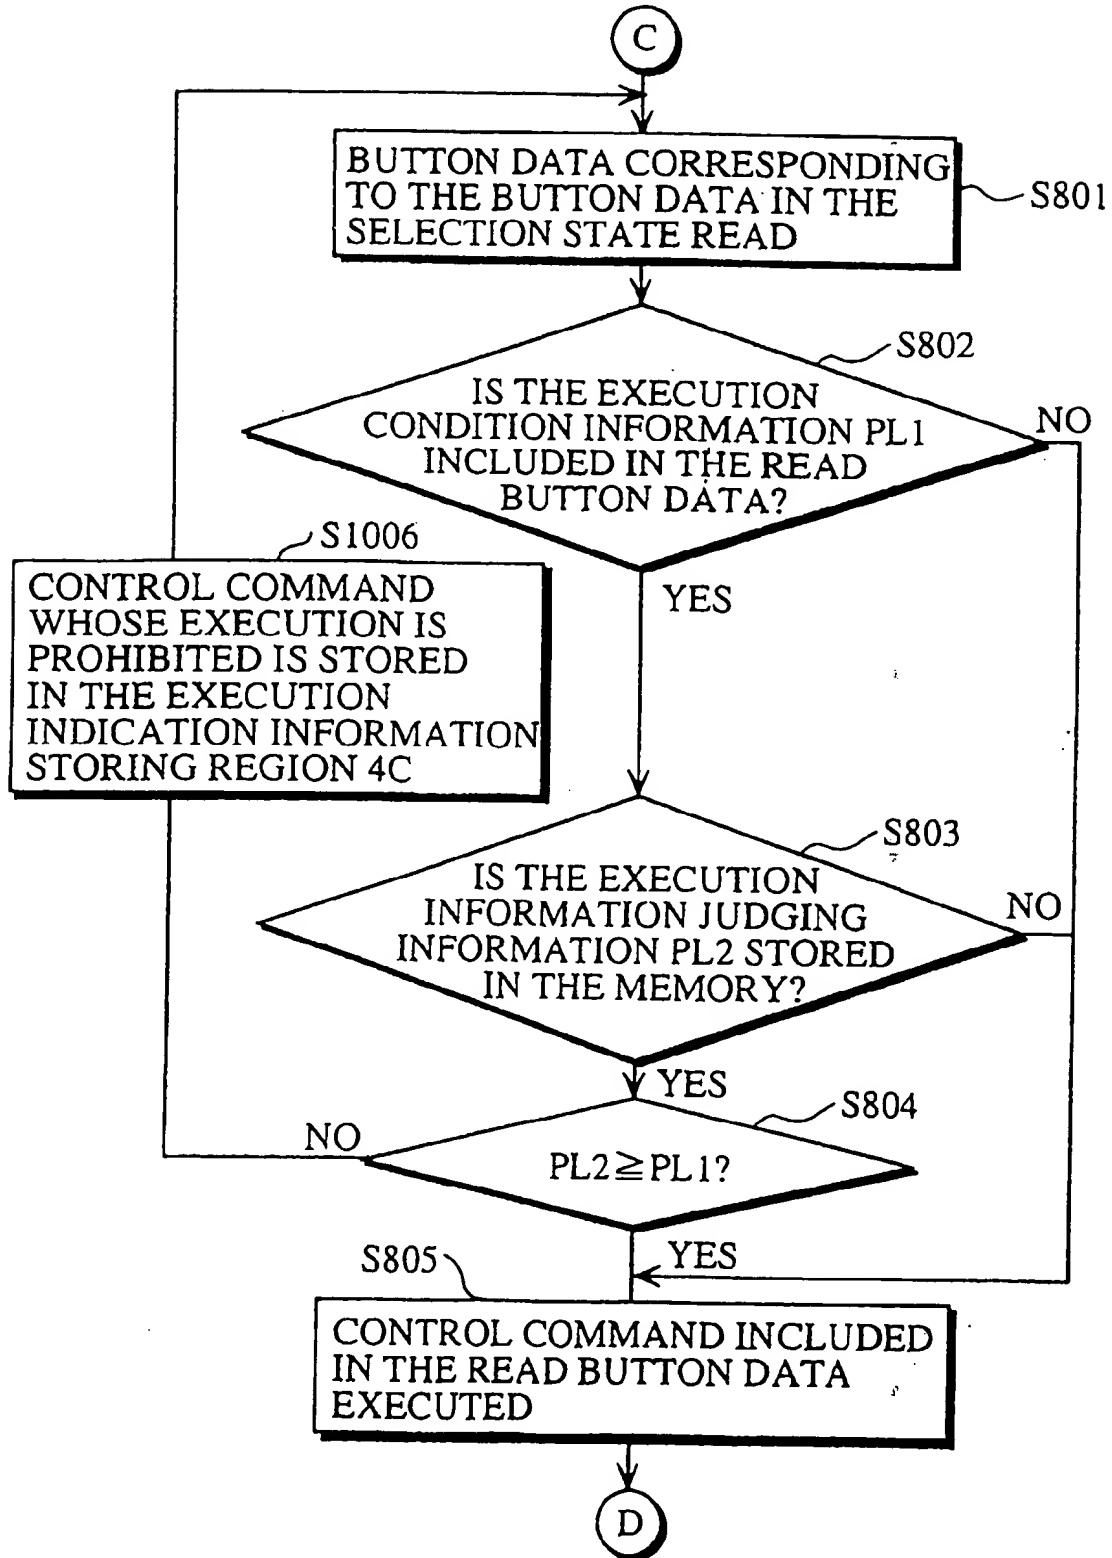 C
BUTTON DATA CORRESPONDING
TO THE BUTTON DATA IN THE
SELECTION STATE READ
S801
S802
IS THE EXECUTION
CONDITION INFORMATION PL1
INCLUDED IN THE READ
BUTTON DATA?
NO
YES
S1006
CONTROL COMMAND
WHOSE EXECUTION IS
PROHIBITED IS STORED
IN THE EXECUTION
INDICATION INFORMATION
STORING REGION 4C
S803
IS THE EXECUTION
INFORMATION JUDGING
INFORMATION PL2 STORED
IN THE MEMORY?
NO
YES
S804
NO
PL2≧PL1?
YES
S805
CONTROL COMMAND INCLUDED
IN THE READ BUTTON DATA
EXECUTED
D